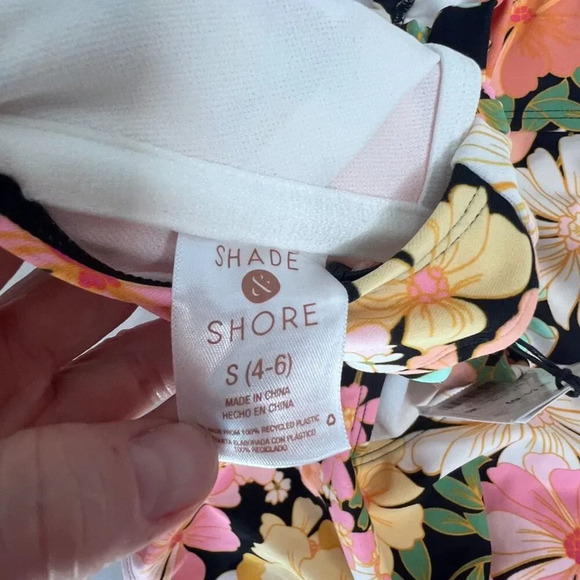 SHADE
&
SHORE
S (4-6)
MADE IN CHINA
HECHO EN CHINA
MADE FROM 100% RECYCLED PLASTIC
ELABORADA CON PLÁSTICO
100% RECICLADO